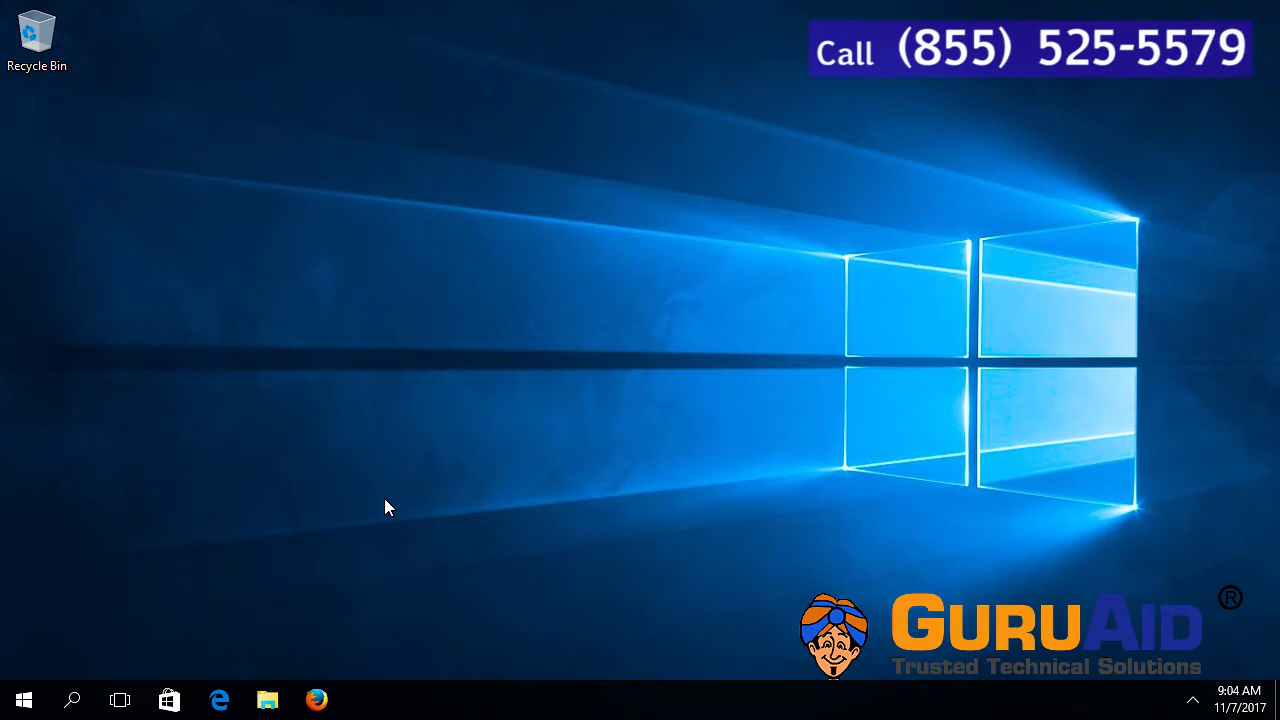 Recycle Bin
Call (855) 525-5579
®
GURUAID
Trusted Technical Solutions
9:04 AM
11/7/2017